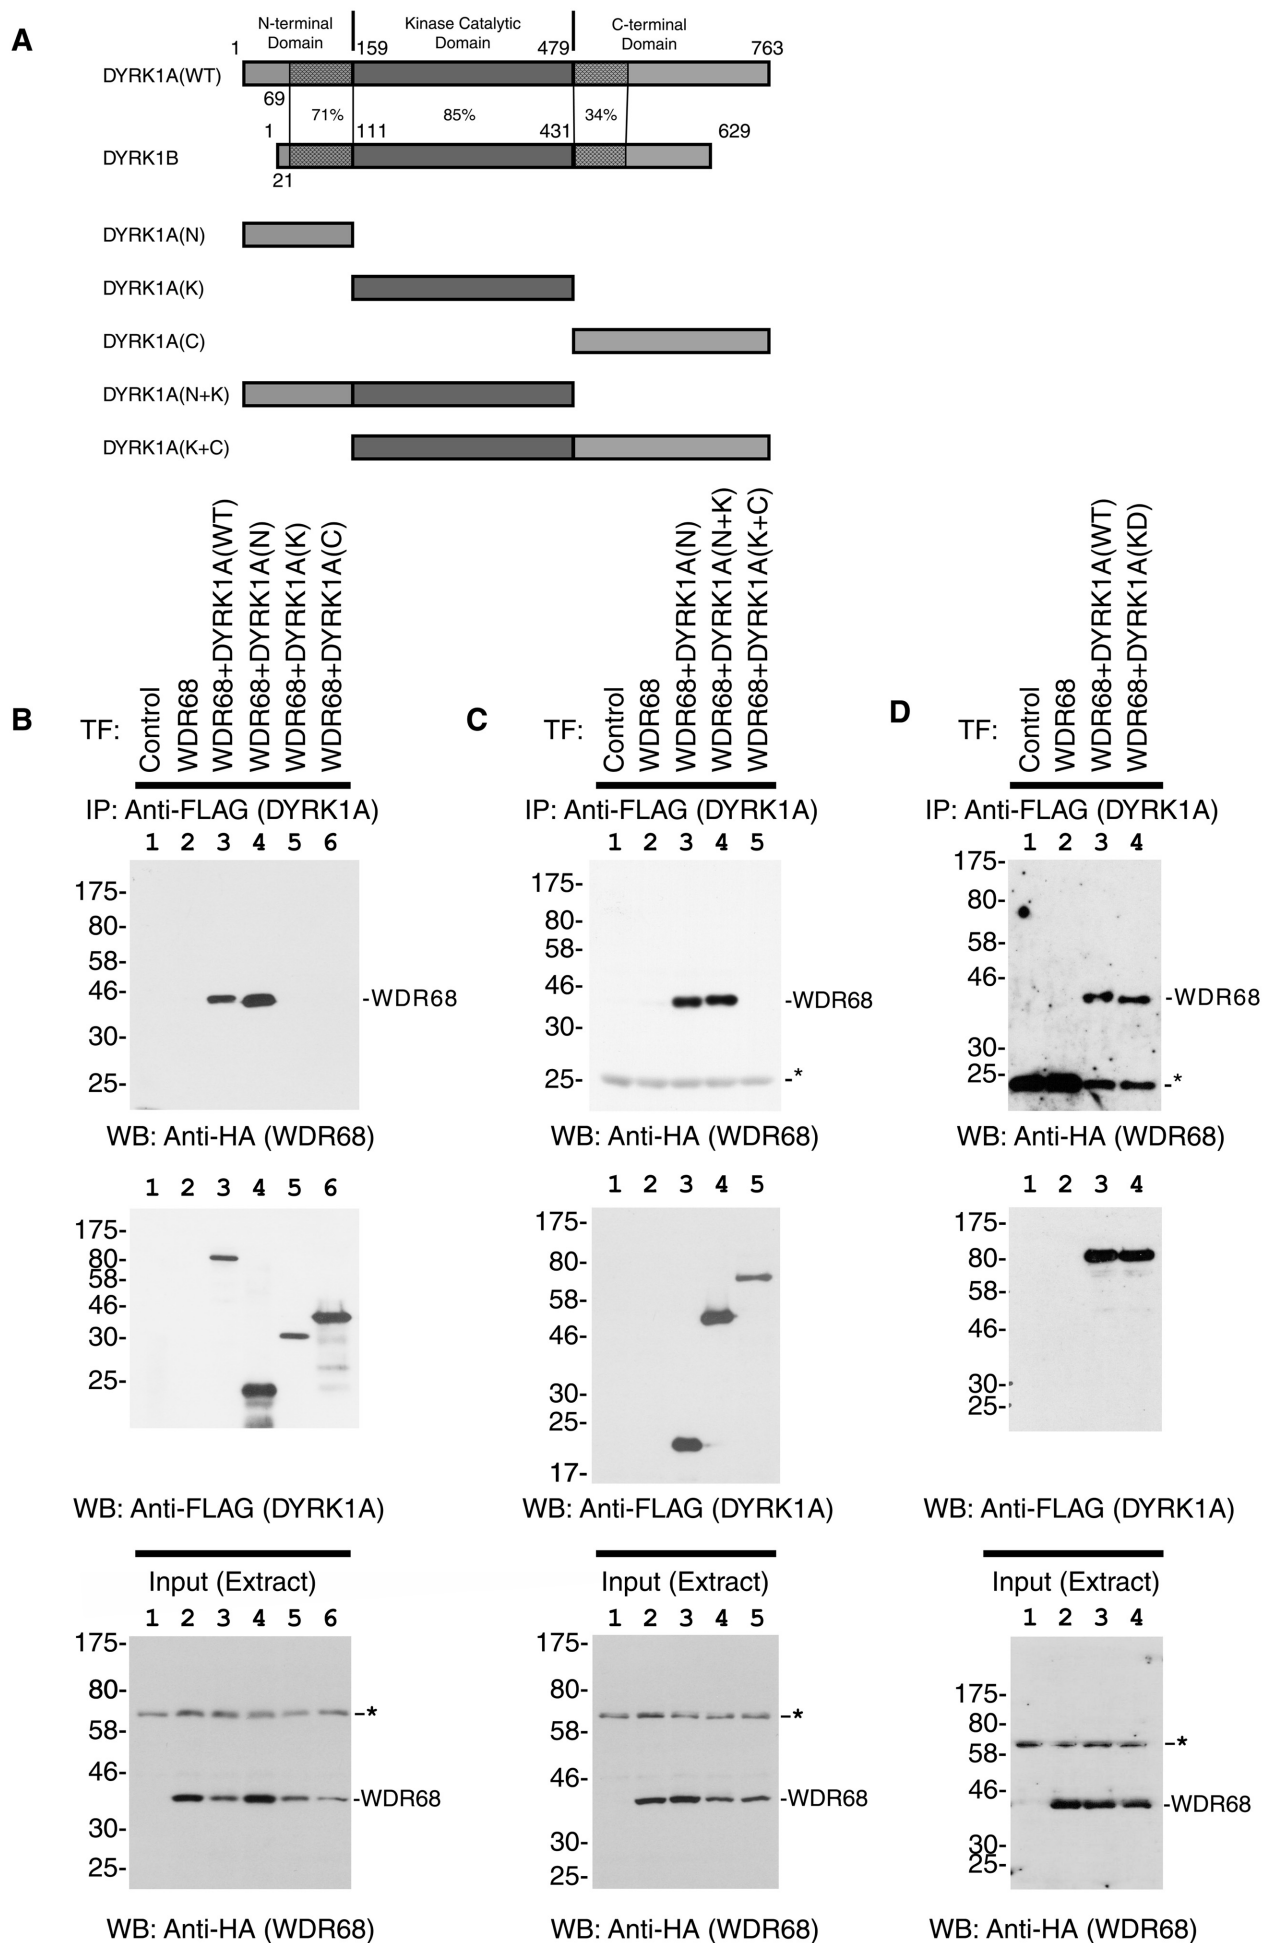 A
N-terminal Domain
Kinase Catalytic Domain
C-terminal Domain
1 159 479 763
DYRK1A(WT)
69 71% 85% 34%
1 111 431 629
DYRK1B
21
DYRK1A(N)
DYRK1A(K)
DYRK1A(C)
DYRK1A(N+K)
DYRK1A(K+C)
B
TF:
Control
WDR68
WDR68+DYRK1A(WT)
WDR68+DYRK1A(N)
WDR68+DYRK1A(K)
WDR68+DYRK1A(C)
IP: Anti-FLAG (DYRK1A)
1 2 3 4 5 6
175-
80-
58-
46-
-WDR68
30-
25-
WB: Anti-HA (WDR68)
1 2 3 4 5 6
175-
80-
58-
46-
30-
25-
WB: Anti-FLAG (DYRK1A)
Input (Extract)
1 2 3 4 5 6
175-
80-
-*
58-
46-
-WDR68
30-
25-
WB: Anti-HA (WDR68)
C
TF:
Control
WDR68
WDR68+DYRK1A(N)
WDR68+DYRK1A(N+K)
WDR68+DYRK1A(K+C)
IP: Anti-FLAG (DYRK1A)
1 2 3 4 5
175-
80-
58-
46-
-WDR68
30-
25-
-*
WB: Anti-HA (WDR68)
1 2 3 4 5
175-
80-
58-
46-
30-
25-
17-
WB: Anti-FLAG (DYRK1A)
Input (Extract)
1 2 3 4 5
175-
80-
-*
58-
46-
-WDR68
30-
25-
WB: Anti-HA (WDR68)
D
TF:
Control
WDR68
WDR68+DYRK1A(WT)
WDR68+DYRK1A(KD)
IP: Anti-FLAG (DYRK1A)
1 2 3 4
175-
80-
58-
46-
-WDR68
30-
25-
-*
WB: Anti-HA (WDR68)
1 2 3 4
175-
80-
58-
46-
30-
25-
WB: Anti-FLAG (DYRK1A)
Input (Extract)
1 2 3 4
175-
80-
-*
58-
46-
-WDR68
30-
25-
WB: Anti-HA (WDR68)